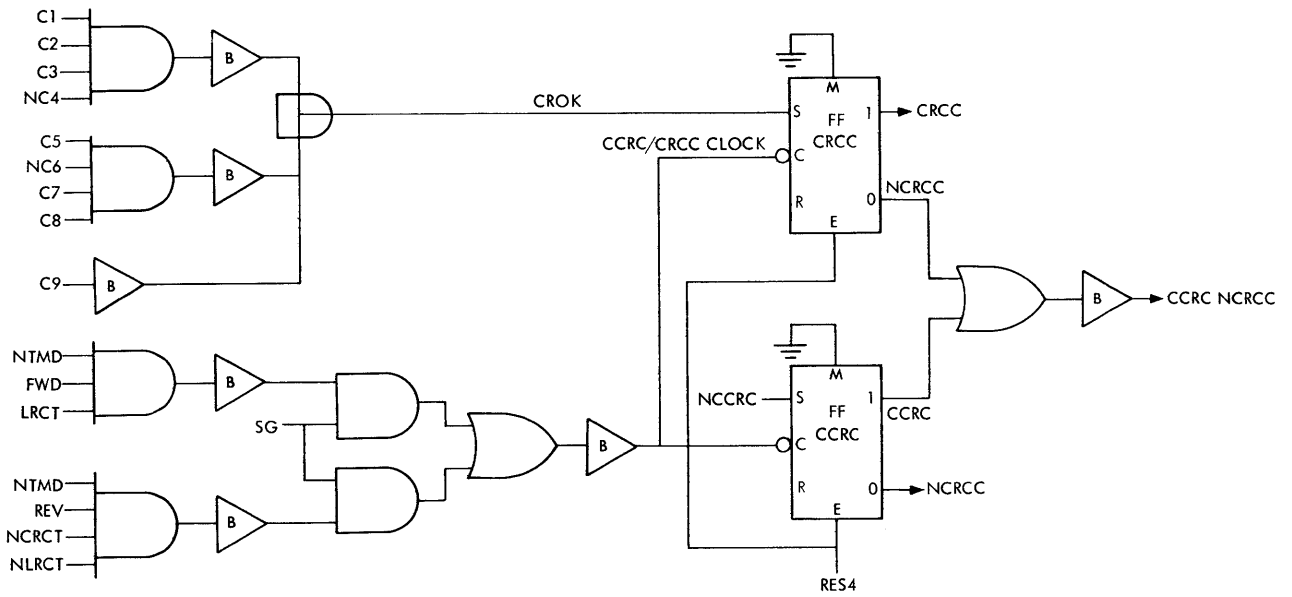 C1
C2
C3
NC4
B
C5
NC6
C7
C8
B
C9
B
CROK
CCRC/CRCC CLOCK
M
S
FF
CRCC
1
C
R
0
E
CRCC
NCRCC
B
CCRC NCRCC
NTMD
FWD
LRCT
B
SG
B
NTMD
REV
NCRCT
NLRCT
B
NCCRC
M
S
FF
CCRC
1
C
R
0
E
CCRC
NCRCC
RES4